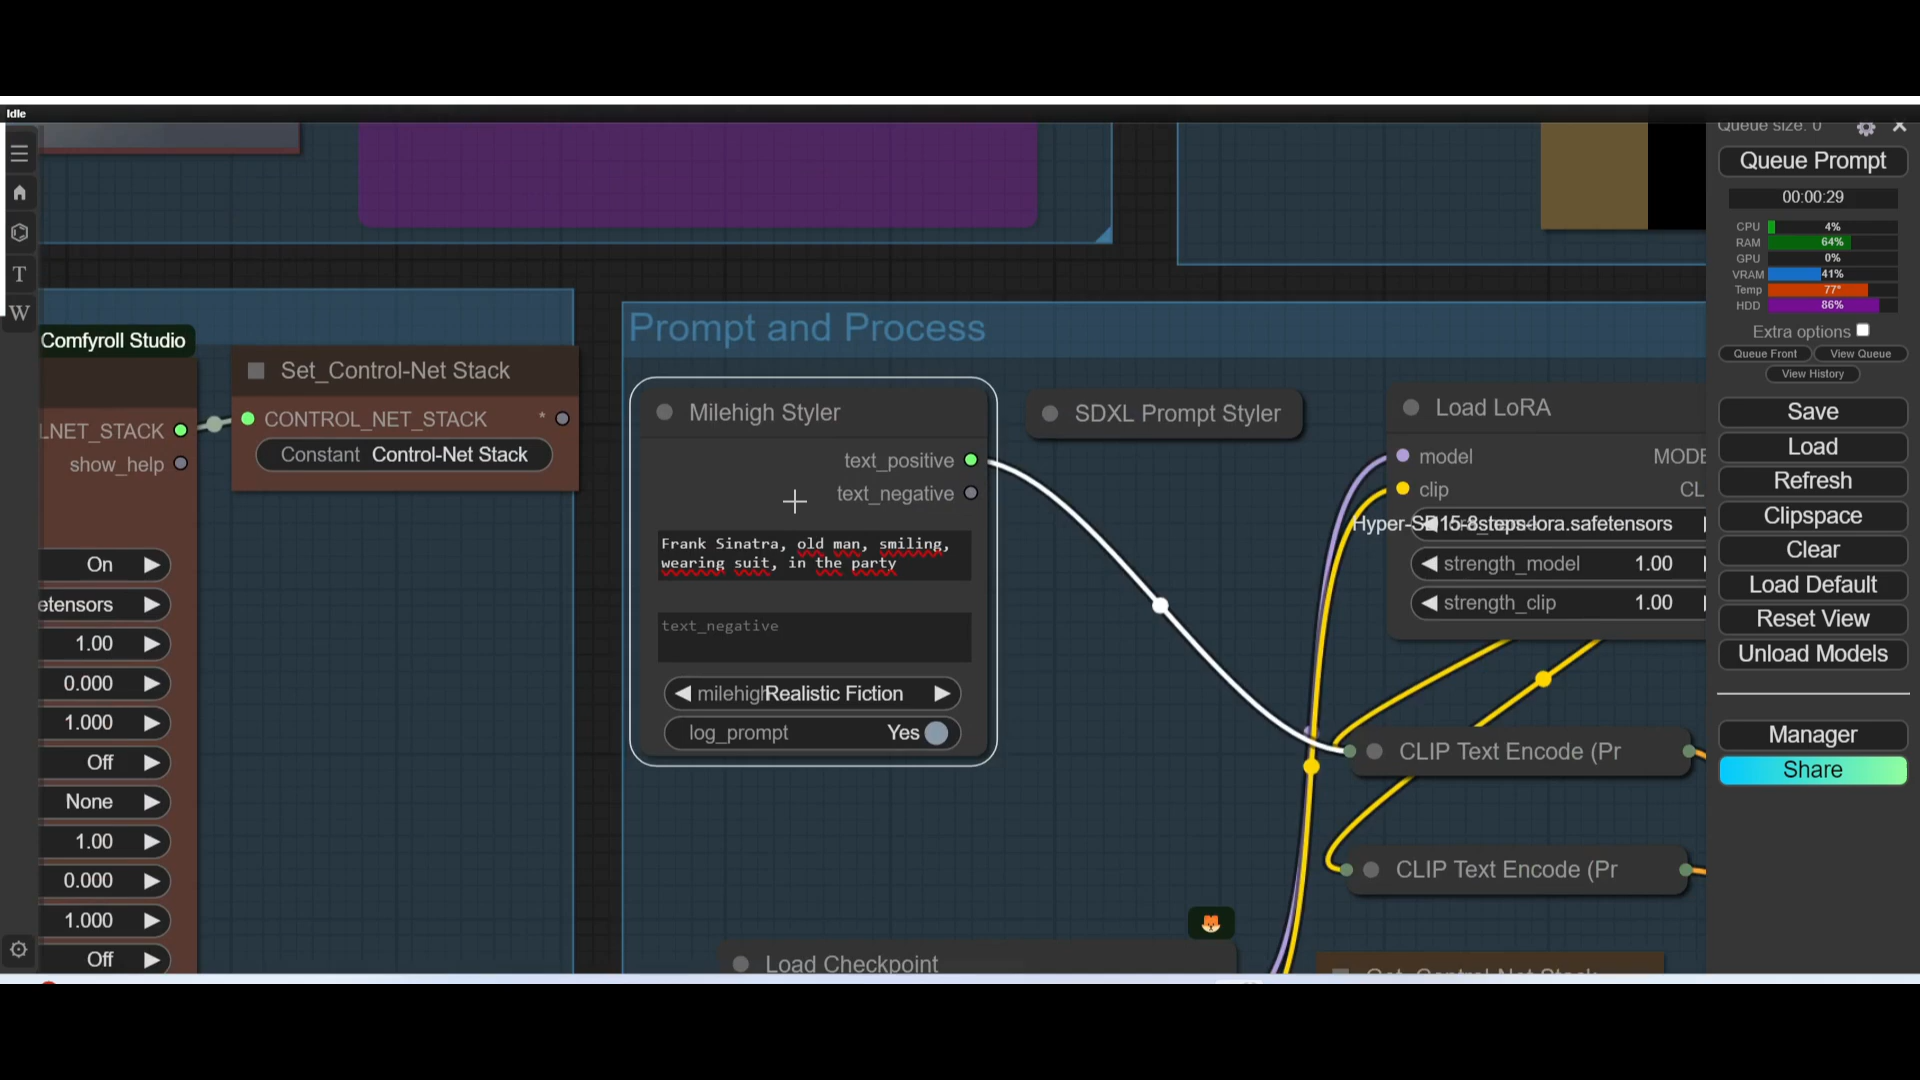 Idle
Queue size: 0
Queue Prompt
00:00:29
CPU 4%
RAM 64%
GPU 0%
VRAM 41%
Temp 77°
HDD 86%
Extra options
Queue Front View Queue
View History
Save
Load
Refresh
Clipspace
Clear
Load Default
Reset View
Unload Models
Manager
Share
T
W
Comfyroll Studio
LNET_STACK
show_help
On
etensors
1.00
0.000
1.000
Off
None
1.00
0.000
1.000
Off
Set_Control-Net Stack
CONTROL_NET_STACK *
Constant Control-Net Stack
Prompt and Process
Milehigh Styler
text_positive
text_negative
Frank Sinatra, old man, smiling,
wearing suit, in the party
text_negative
milehigh Realistic Fiction
log_prompt Yes
SDXL Prompt Styler
Load LoRA
model MODE
clip CL
strength_model 1.00
strength_clip 1.00
CLIP Text Encode (Pr
CLIP Text Encode (Pr
Load Checkpoint